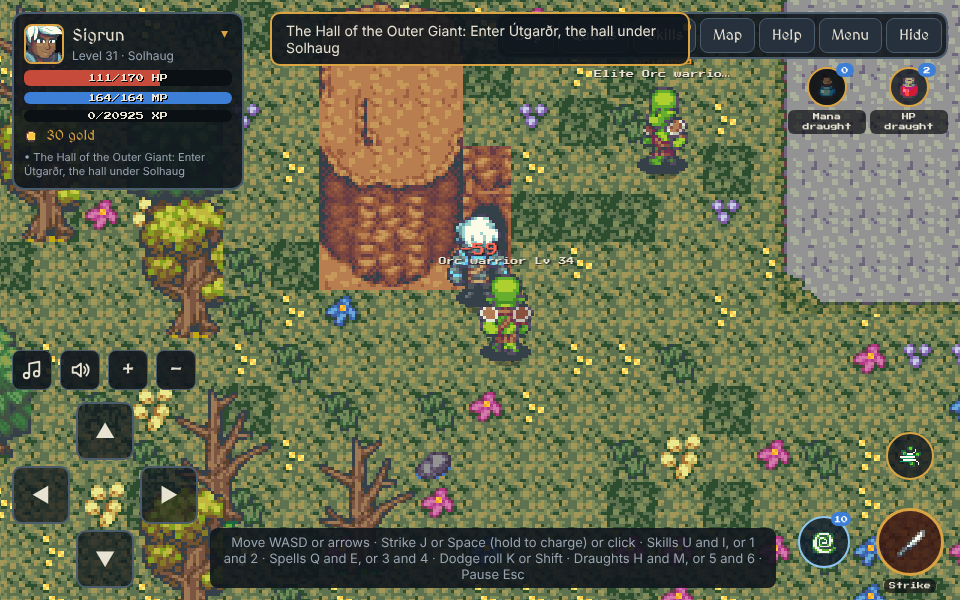 Sigrun
Level 31 · Solhaug
111/170 HP
164/164 MP
0/20925 XP
30 gold
• The Hall of the Outer Giant: Enter
Útgarðr, the hall under Solhaug
The Hall of the Outer Giant: Enter Útgarðr, the hall under
Solhaug
Map
Help
Menu
Hide
0
2
Mana
draught
HP
draught
Elite Orc warrio…
-39
Orc warrior Lv 34
Move WASD or arrows · Strike J or Space (hold to charge) or click · Skills U and I, or 1
and 2 · Spells Q and E, or 3 and 4 · Dodge roll K or Shift · Draughts H and M, or 5 and 6 ·
Pause Esc
10
Strike